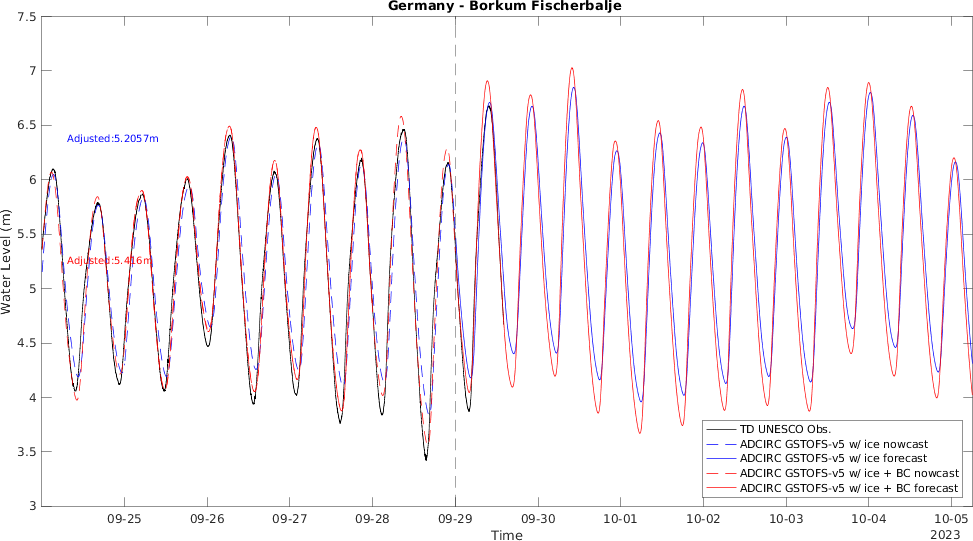 Germany - Borkum Fischerbalje
Water Level (m)
7.5
7
6.5
6
5.5
5
4.5
4
3.5
3
Adjusted:5.2057m
Adjusted:5.416m
TD UNESCO Obs.
ADCIRC GSTOFS-v5 w/ ice nowcast
ADCIRC GSTOFS-v5 w/ ice forecast
ADCIRC GSTOFS-v5 w/ ice + BC nowcast
ADCIRC GSTOFS-v5 w/ ice + BC forecast
09-25 09-26 09-27 09-28 09-29 09-30 10-01 10-02 10-03 10-04 10-05
2023
Time